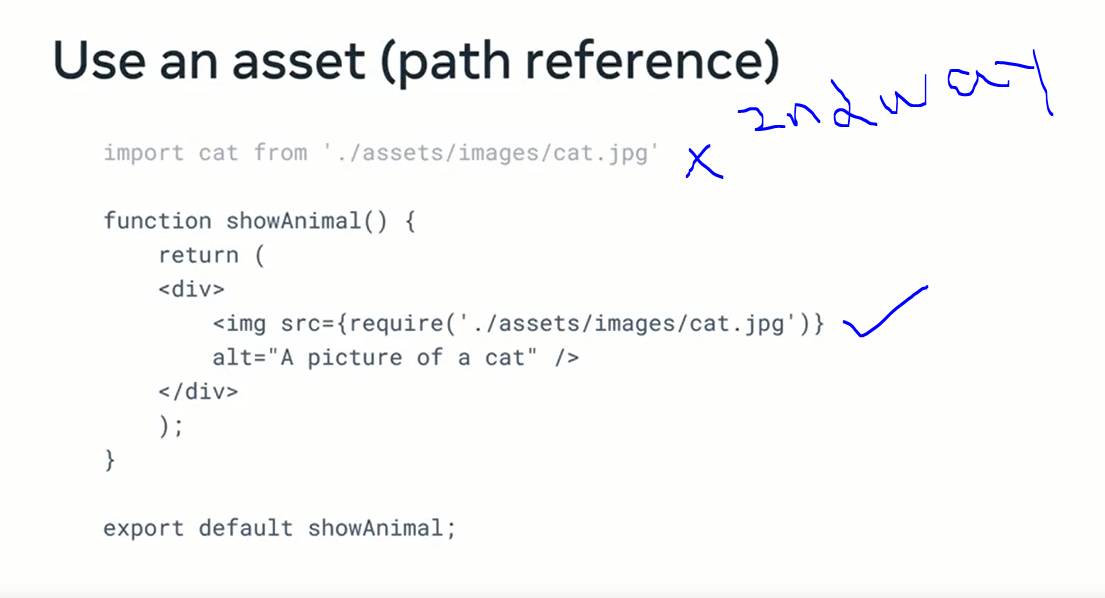 Use an asset (path reference)
2nd way
import cat from './assets/images/cat.jpg' x
function showAnimal() {
return (
<div>
<img src={require('./assets/images/cat.jpg')}
alt="A picture of a cat" />
</div>
);
}
export default showAnimal;